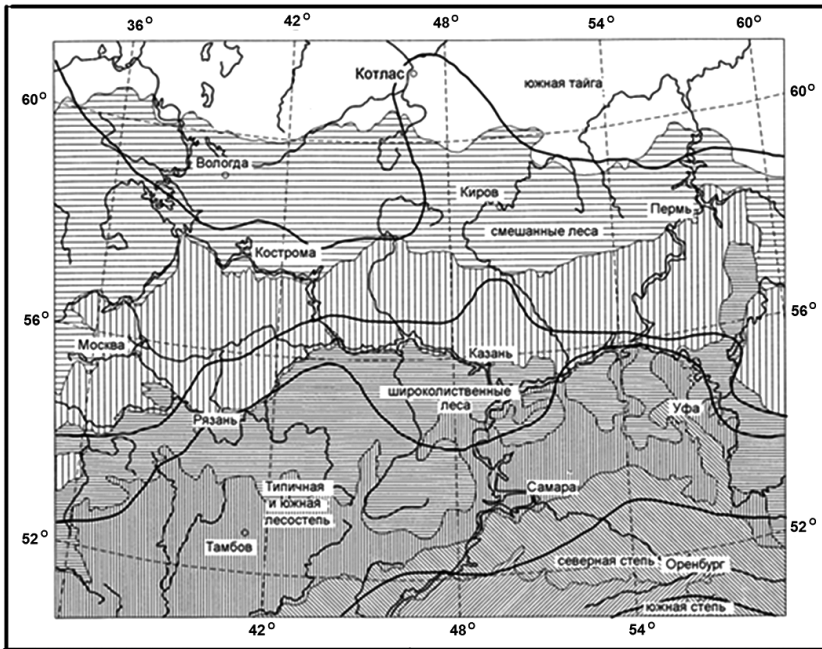 36°
42°
48°
54°
60°
Котлас
южная тайга
60°
60°
Вологда
Киров
Пермь
смешанные леса
Кострома
56°
56°
Москва
Казань
широколиственные
леса
Уфа
Рязань
Типичная
и южная
лесостепь
Самара
52°
52°
Тамбов
северная степь
Оренбург
южная степь
42°
48°
54°